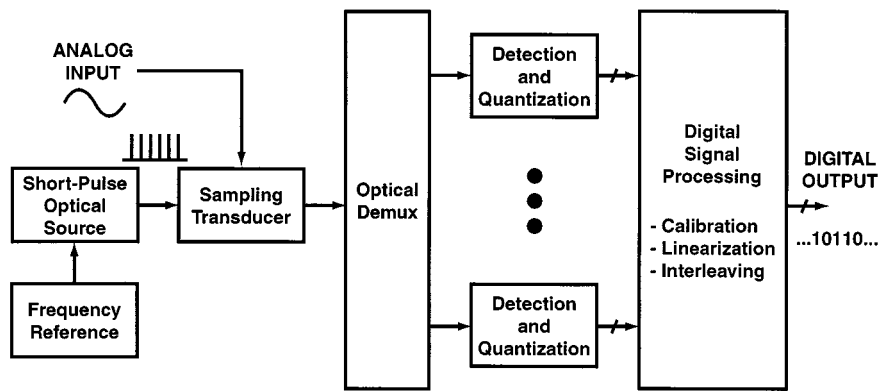 ANALOG
INPUT
Short-Pulse
Optical
Source
Frequency
Reference
Sampling
Transducer
Optical
Demux
Detection
and
Quantization
Detection
and
Quantization
Digital
Signal
Processing
- Calibration
- Linearization
- Interleaving
DIGITAL
OUTPUT
...10110...